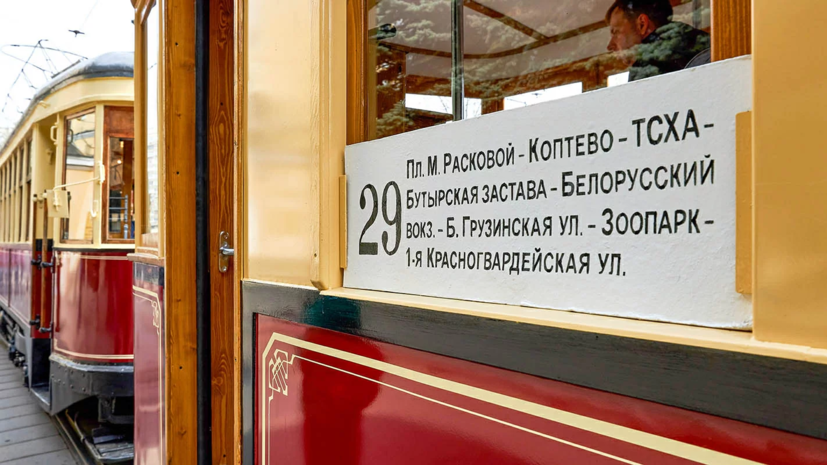 29
Пл. М. Расковой - Коптево - ТСХА -
Бутырская застава - Белорусский
вокз. - Б. Грузинская ул. - Зоопарк -
1-я Красногвардейская ул.